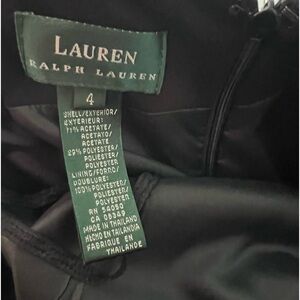 LAUREN
RALPH LAUREN
4
SHELL/EXTERIOR/
EXTERIEUR:
71% ACETATE/
ACETATO/
ACETATE
29% POLYESTER/
POLIESTER/
POLYESTER
LINING/FORRO/
DOUBLURE:
100% POLYESTER/
POLIESTER/
POLYESTER
RN 54050
CA 08349
MADE IN THAILAND
HECHO EN TAILANDIA
FABRIQUE EN
THAILANDE